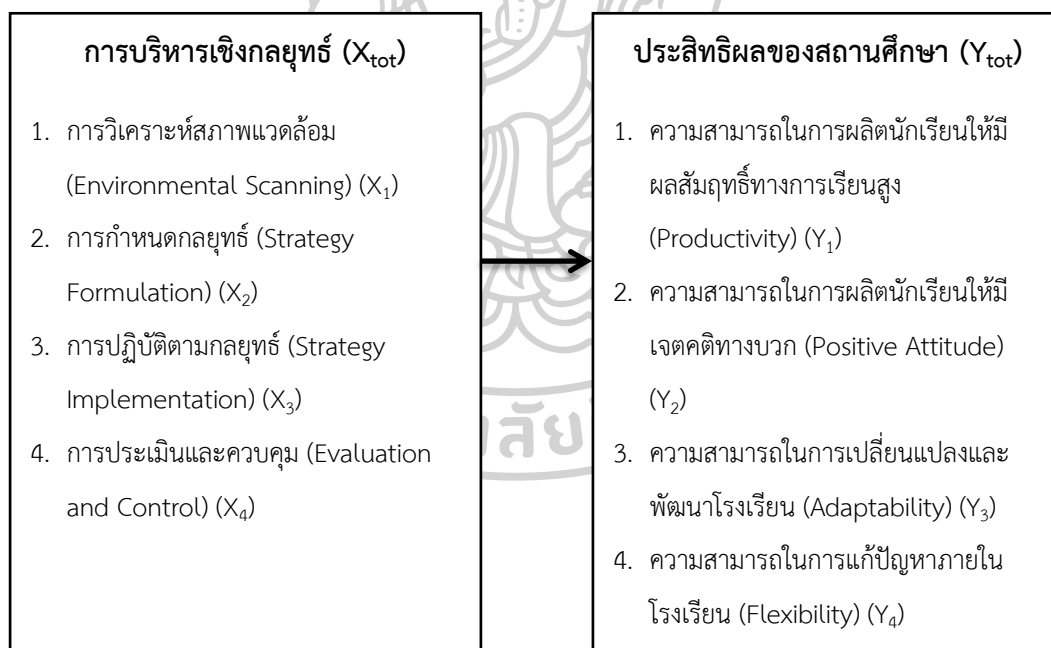 การบริหารเชิงกลยุทธ์ (Xtot)
1. การวิเคราะห์สภาพแวดล้อม
(Environmental Scanning) (X1)
2. การกำหนดกลยุทธ์ (Strategy
Formulation) (X2)
3. การปฏิบัติตามกลยุทธ์ (Strategy
Implementation) (X3)
4. การประเมินและควบคุม (Evaluation
and Control) (X4)
ประสิทธิผลของสถานศึกษา (Ytot)
1. ความสามารถในการผลิตนักเรียนให้มี
ผลสัมฤทธิ์ทางการเรียนสูง
(Productivity) (Y1)
2. ความสามารถในการผลิตนักเรียนให้มี
เจตคติทางบวก (Positive Attitude)
(Y2)
3. ความสามารถในการเปลี่ยนแปลงและ
พัฒนาโรงเรียน (Adaptability) (Y3)
4. ความสามารถในการแก้ปัญหาภายใน
โรงเรียน (Flexibility) (Y4)